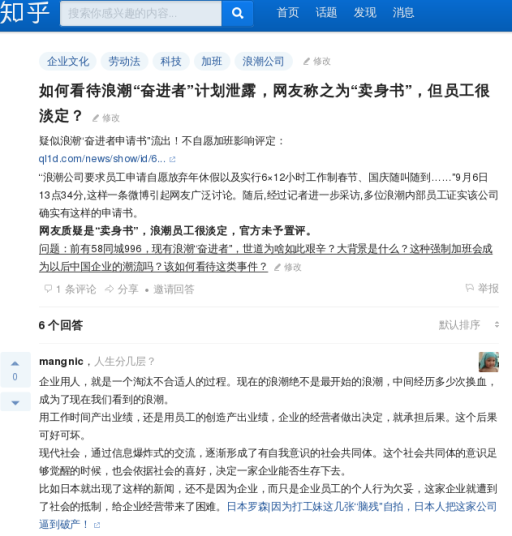 知乎 搜索你感兴趣的内容... 首页 话题 发现 消息
企业文化 劳动法 科技 加班 浪潮公司 修改
如何看待浪潮“奋进者”计划泄露，网友称之为“卖身书”，但员工很
淡定？ 修改
疑似浪潮“奋进者申请书”流出！不自愿加班影响评定：
ql1d.com/news/show/id/6...
“浪潮公司要求员工申请自愿放弃年休假以及实行6×12小时工作制春节、国庆随叫随到……”9月6日
13点34分,这样一条微博引起网友广泛讨论。随后,经过记者进一步采访,多位浪潮内部员工证实该公司
确实有这样的申请书。
网友质疑是“卖身书”，浪潮员工很淡定，官方未予置评。
问题：前有58同城996，现有浪潮“奋进者”，世道为啥如此艰辛？大背景是什么？这种强制加班会成
为以后中国企业的潮流吗？该如何看待这类事件？ 修改
1 条评论 分享 • 邀请回答 举报
6 个回答 默认排序
mangnic，人生分几层？
0
企业用人，就是一个淘汰不合适人的过程。现在的浪潮绝不是最开始的浪潮，中间经历多少次换血，
成为了现在我们看到的浪潮。
用工作时间产出业绩，还是用员工的创造产出业绩，企业的经营者做出决定，就承担后果。这个后果
可好可坏。
现代社会，通过信息爆炸式的交流，逐渐形成了有自我意识的社会共同体。这个社会共同体的意识足
够觉醒的时候，也会依据社会的喜好，决定一家企业能否生存下去。
比如日本就出现了这样的新闻，还不是因为企业，而只是企业员工的个人行为欠妥，这家企业就遭到
了社会的抵制，给企业经营带来了困难。日本罗森|因为打工妹这几张“脑残”自拍，日本人把这家公司
逼到破产！